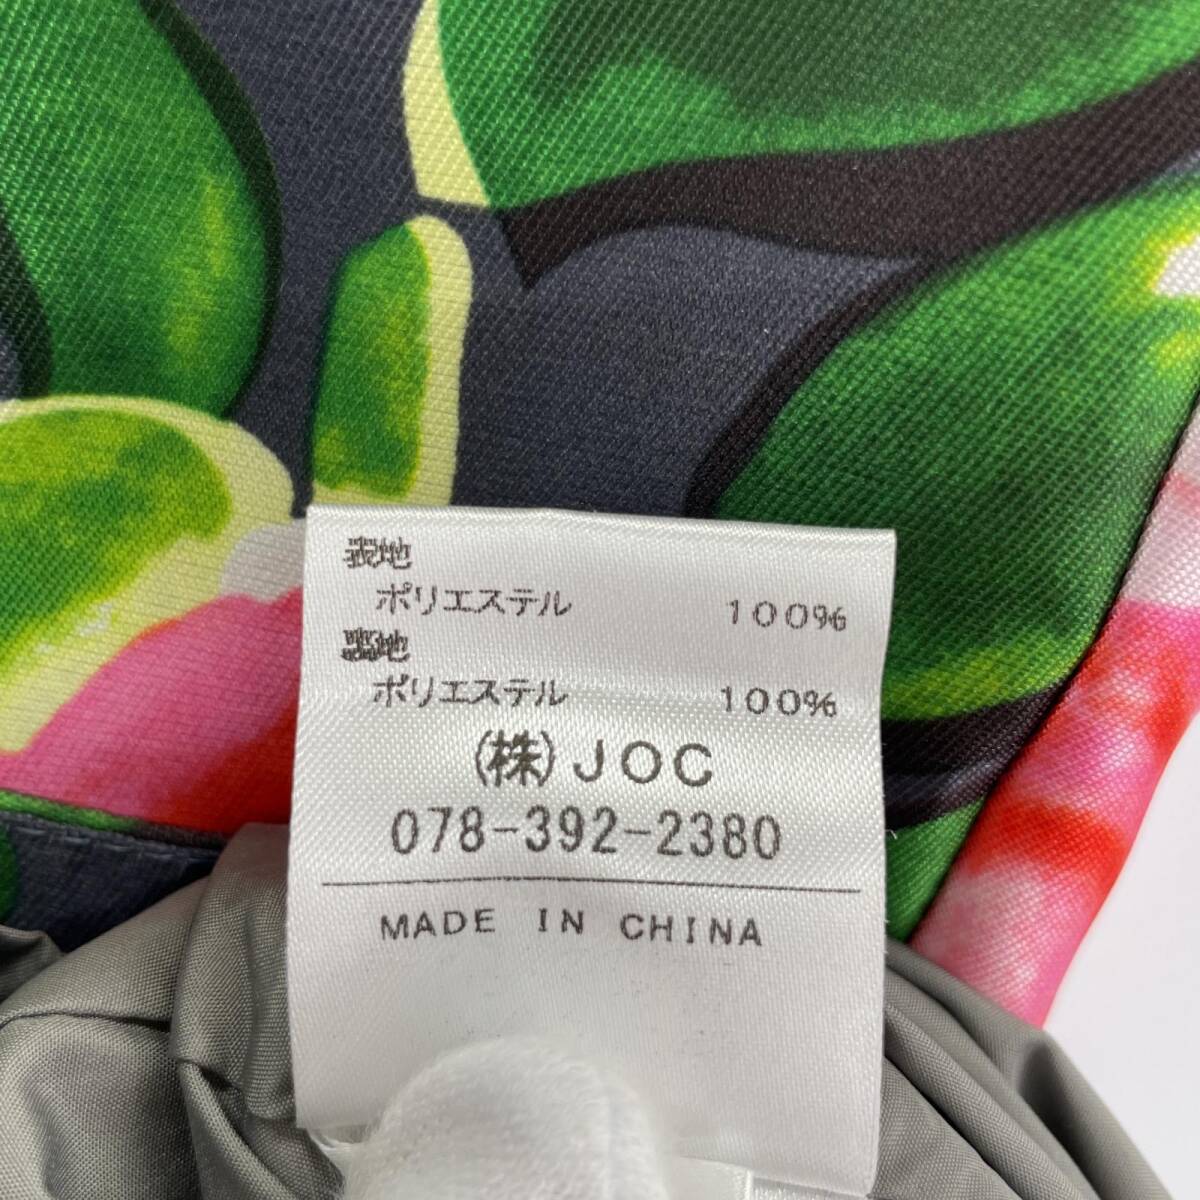 表地
ポリエステル 100%
裏地
ポリエステル 100%
(株)JOC
078-392-2380
MADE IN CHINA